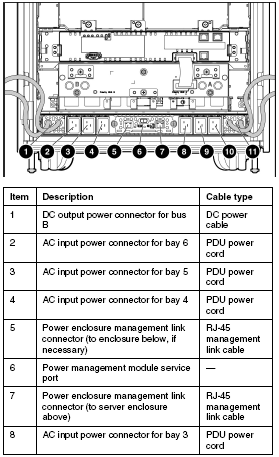 1 2 3 4 5 6 7 8 9 10 11
Item Description Cable type
1 DC output power connector for bus DC power
B cable
2 AC input power connector for bay 6 PDU power
cord
3 AC input power connector for bay 5 PDU power
cord
4 AC input power connector for bay 4 PDU power
cord
5 Power enclosure management link RJ-45
connector (to enclosure below, if management
necessary) link cable
6 Power management module service —
port
7 Power enclosure management link RJ-45
connector (to server enclosure management
above) link cable
8 AC input power connector for bay 3 PDU power
cord